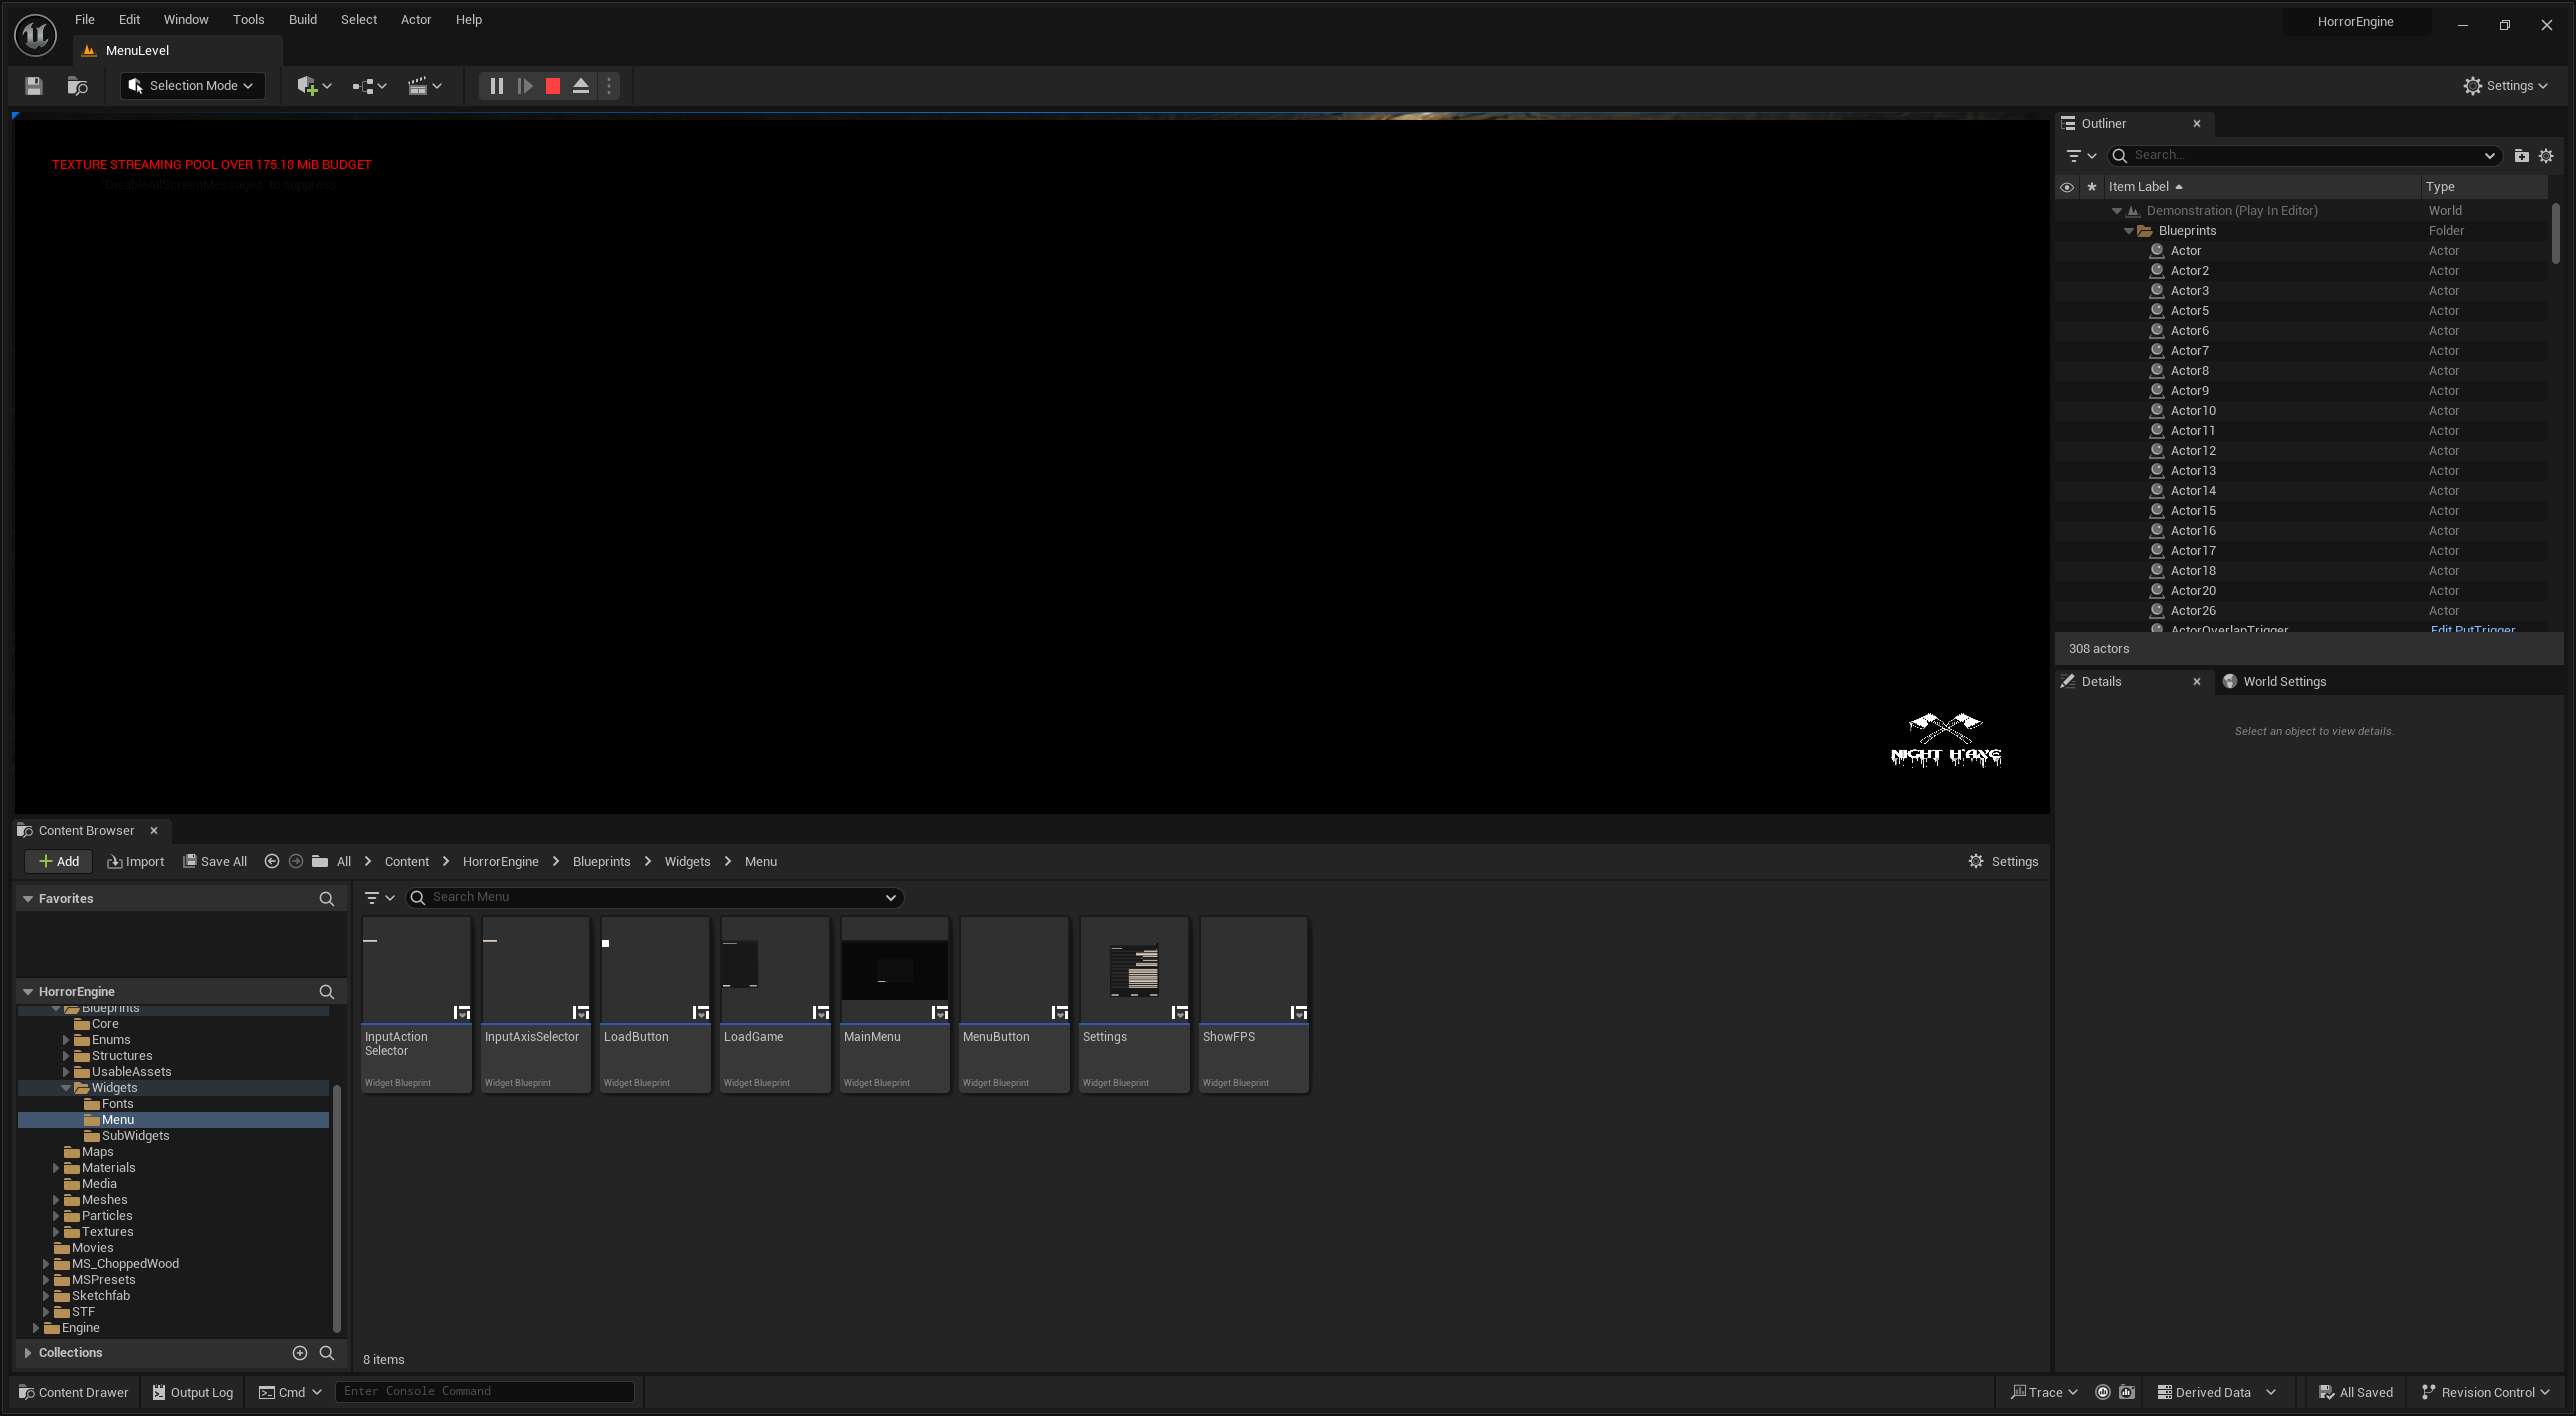 File Edit Window Tools Build Select Actor Help
HorrorEngine
MenuLevel
Selection Mode
Settings
TEXTURE STREAMING POOL OVER 175.18 MiB BUDGET
'DisableAllScreenMessages' to suppress
NIGHT H'AXE
Outliner
Search...
Item Label Type
Demonstration (Play In Editor) World
Blueprints Folder
Actor Actor
Actor2 Actor
Actor3 Actor
Actor5 Actor
Actor6 Actor
Actor7 Actor
Actor8 Actor
Actor9 Actor
Actor10 Actor
Actor11 Actor
Actor12 Actor
Actor13 Actor
Actor14 Actor
Actor15 Actor
Actor16 Actor
Actor17 Actor
Actor18 Actor
Actor20 Actor
Actor26 Actor
ActorOverlapTrigger Edit PutTrigger
308 actors
Details World Settings
Select an object to view details.
Content Browser
Add Import Save All All Content HorrorEngine Blueprints Widgets Menu Settings
Favorites
Search Menu
HorrorEngine
Blueprints
Core
Enums
Structures
UsableAssets
Widgets
Fonts
Menu
SubWidgets
Maps
Materials
Media
Meshes
Particles
Textures
Movies
MS_ChoppedWood
MSPresets
Sketchfab
STF
Engine
Collections
InputAction
Selector
Widget Blueprint
InputAxisSelector
Widget Blueprint
LoadButton
Widget Blueprint
LoadGame
Widget Blueprint
MainMenu
Widget Blueprint
MenuButton
Widget Blueprint
Settings
Widget Blueprint
ShowFPS
Widget Blueprint
8 items
Content Drawer Output Log Cmd Enter Console Command Trace Derived Data All Saved Revision Control